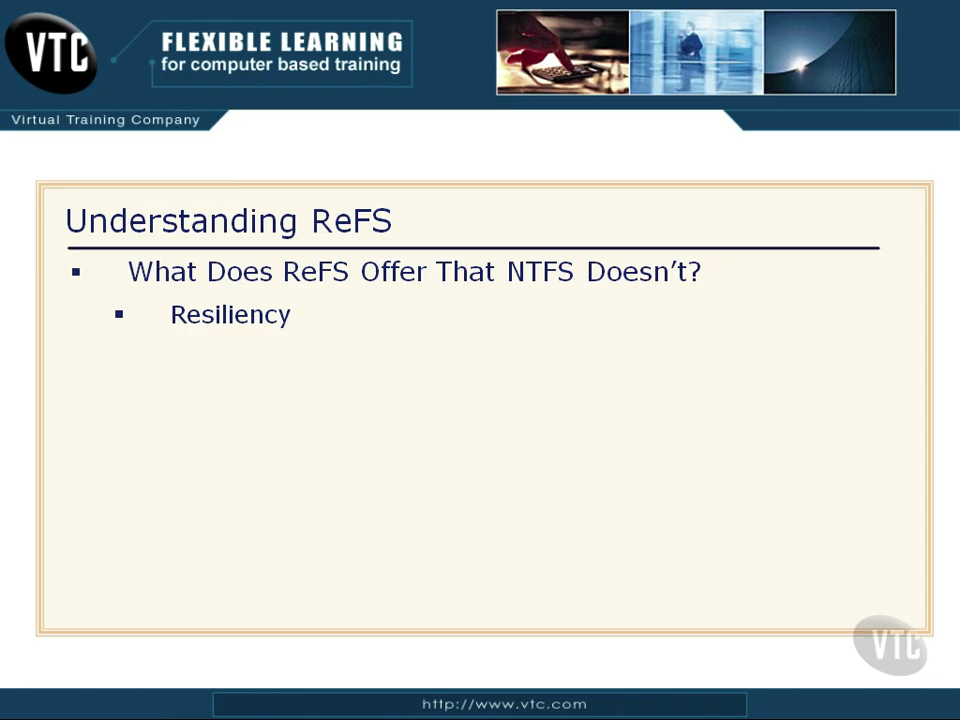 VTC
FLEXIBLE LEARNING
for computer based training
Virtual Training Company
Understanding ReFS
▪ What Does ReFS Offer That NTFS Doesn't?
▪ Resiliency
VTC
http://www.vtc.com